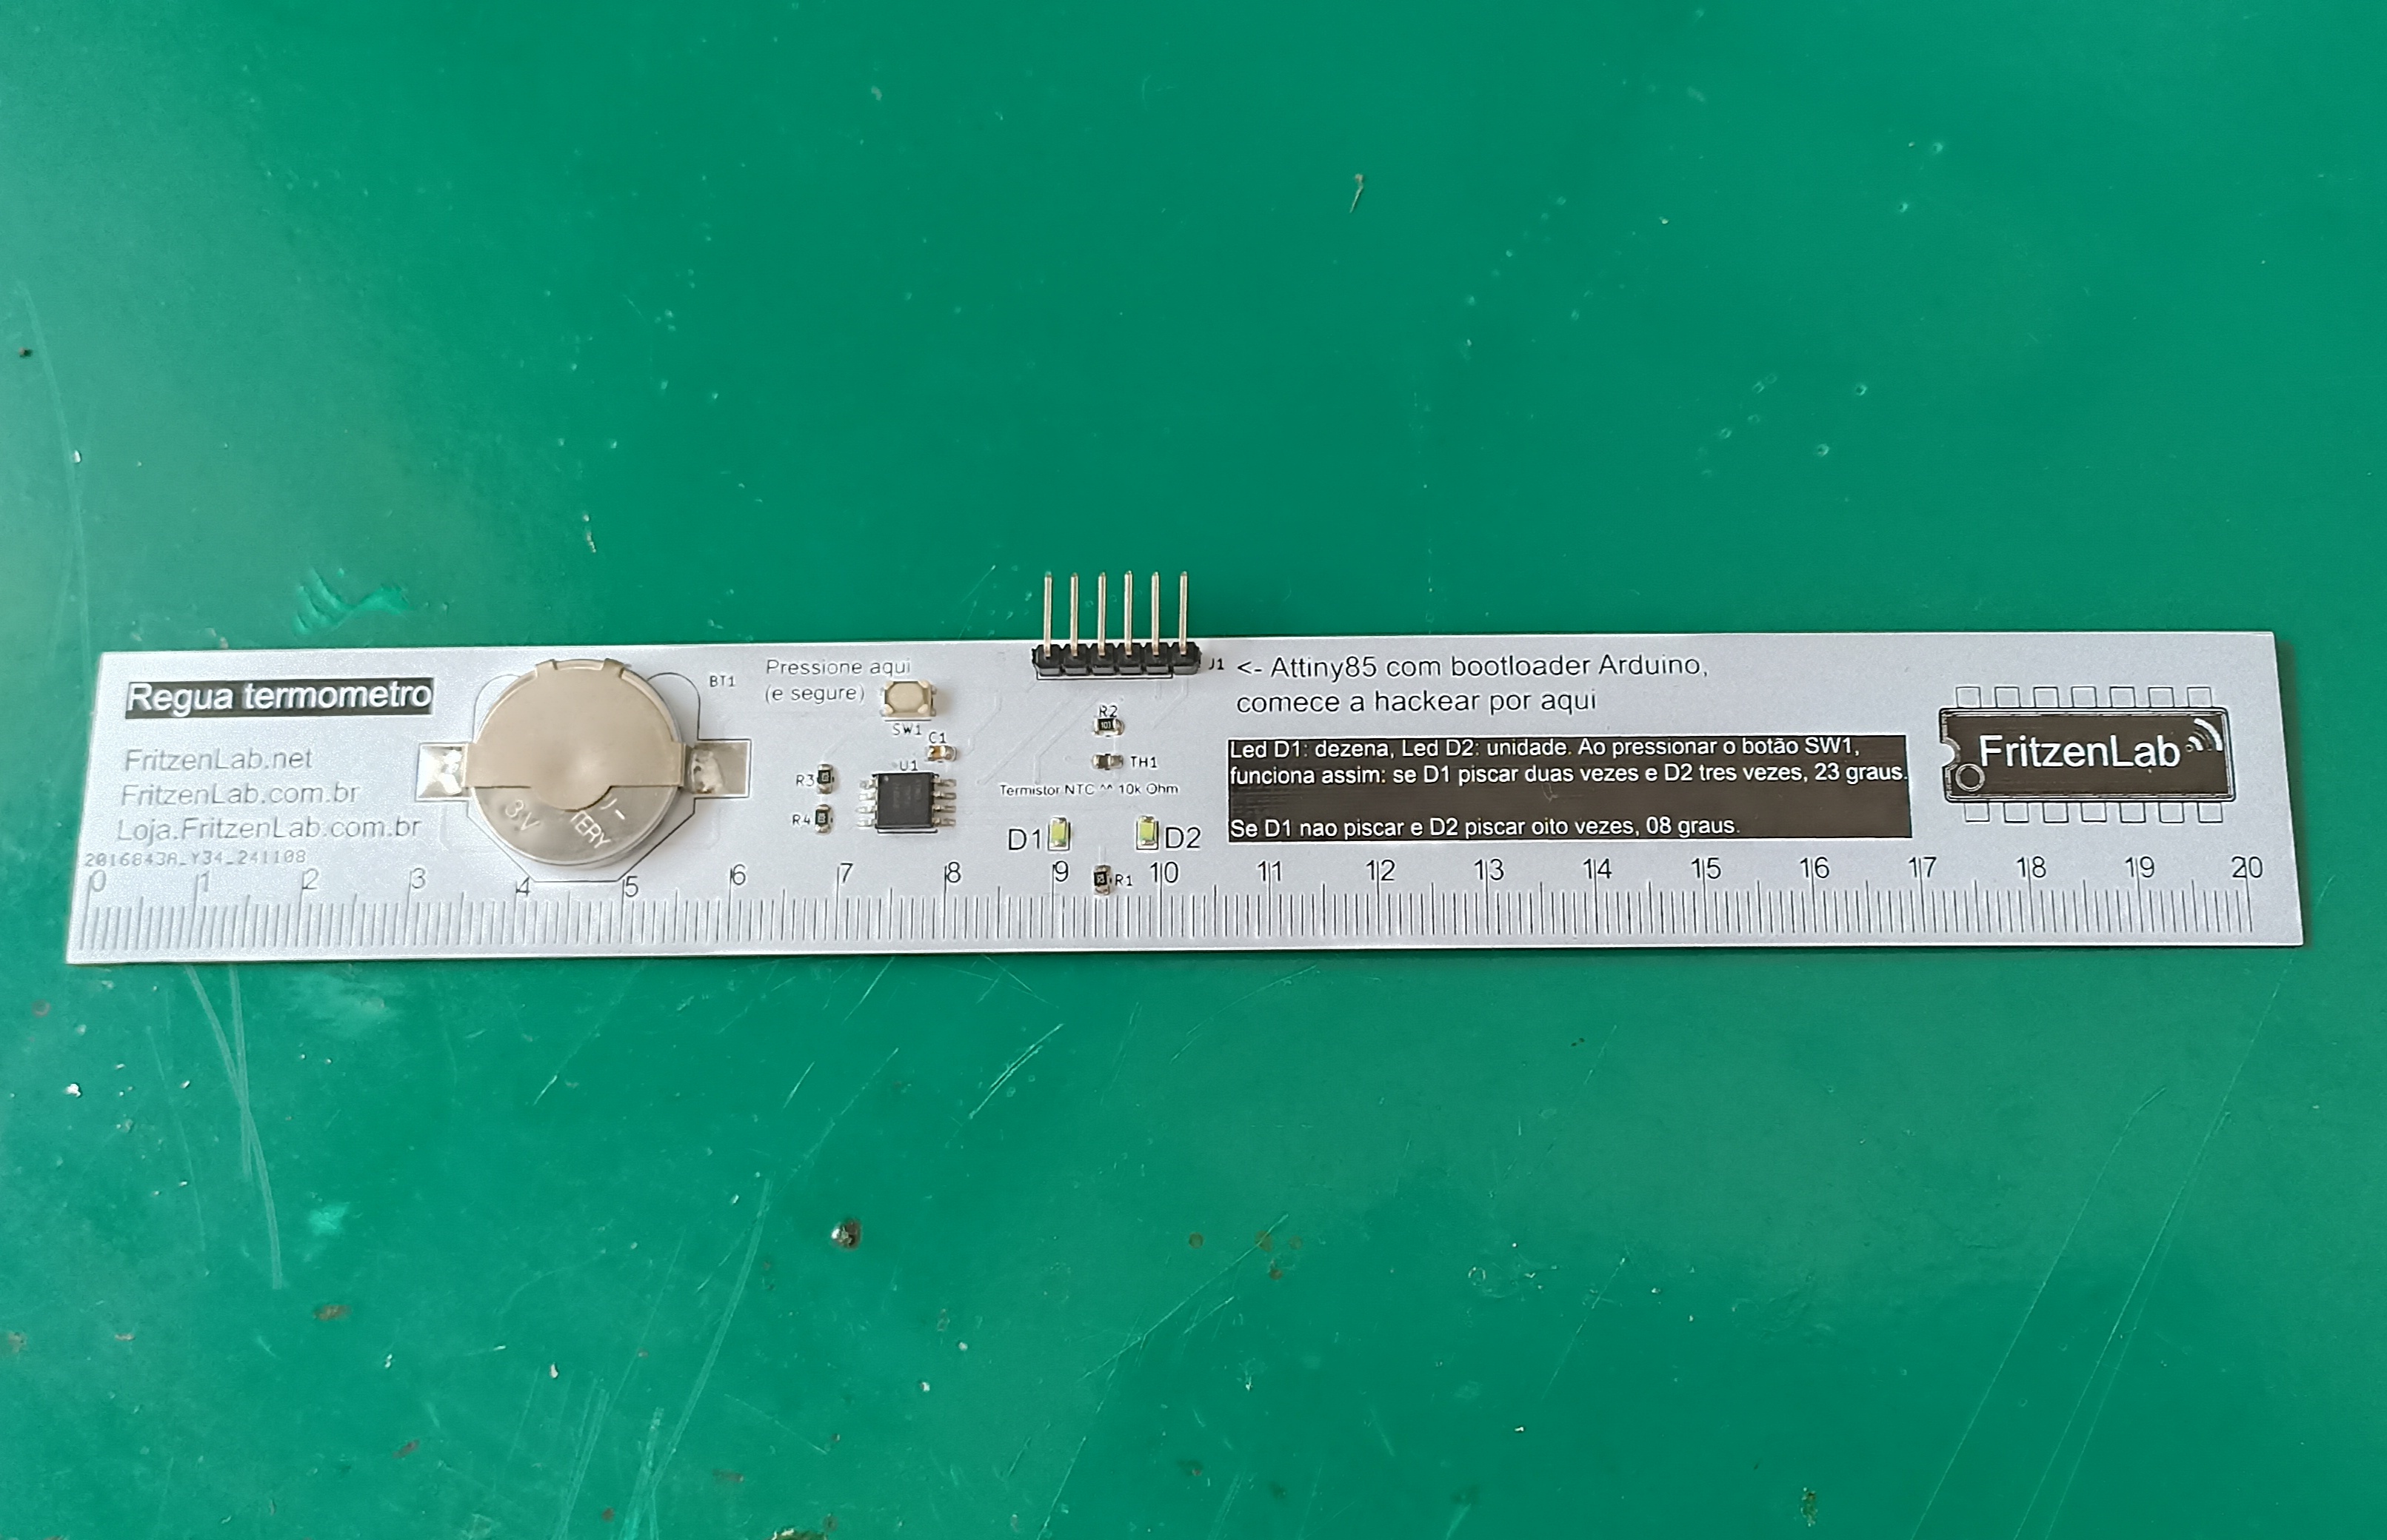 Regua termometro
FritzenLab.net
FritzenLab.com.br
Loja.FritzenLab.com.br
2016843A_Y34_241108
3V
TERY
-
BT1
Pressione aqui
(e segure)
SW1
C1
U1
R3
R4
J1
<- Attiny85 com bootloader Arduino,
comece a hackear por aqui
R2
TH1
Termistor NTC ^^ 10k Ohm
D1
D2
R1
Led D1: dezena, Led D2: unidade. Ao pressionar o botão SW1,
funciona assim: se D1 piscar duas vezes e D2 tres vezes, 23 graus.
Se D1 nao piscar e D2 piscar oito vezes, 08 graus.
FritzenLab
0 1 2 3 4 5 6 7 8 9 10 11 12 13 14 15 16 17 18 19 20